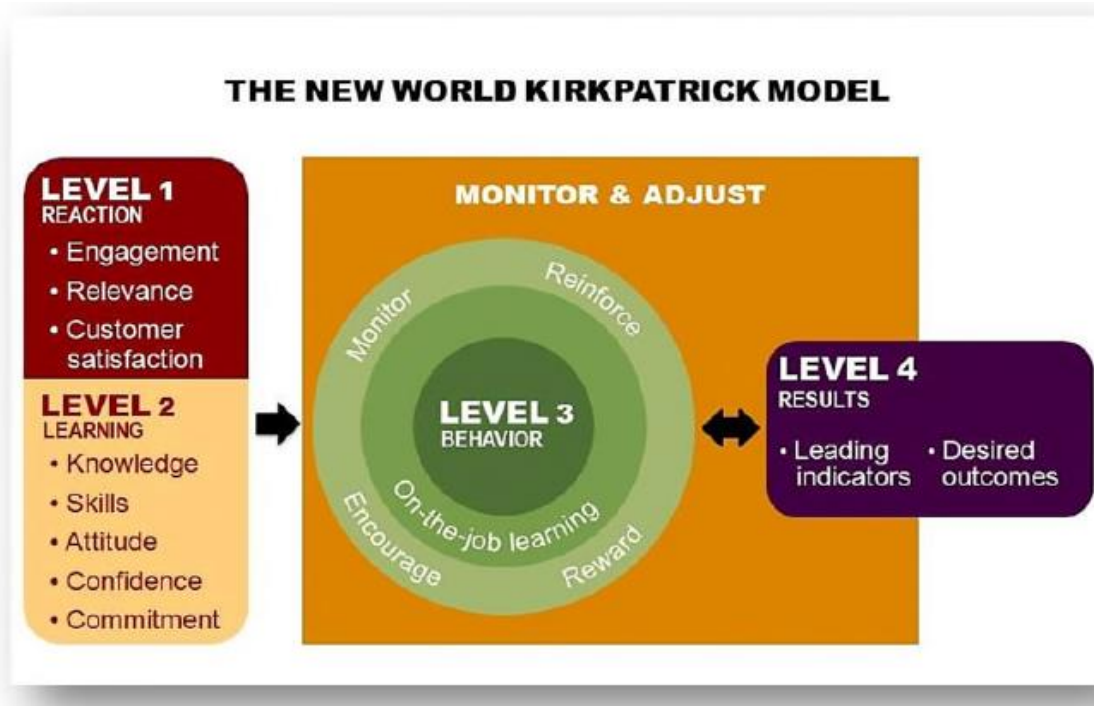 THE NEW WORLD KIRKPATRICK MODEL
LEVEL 1
REACTION
• Engagement
• Relevance
• Customer
satisfaction
LEVEL 2
LEARNING
• Knowledge
• Skills
• Attitude
• Confidence
• Commitment
MONITOR & ADJUST
Monitor
Reinforce
LEVEL 3
BEHAVIOR
On-the-job learning
Encourage
Reward
LEVEL 4
RESULTS
• Leading
indicators
• Desired
outcomes